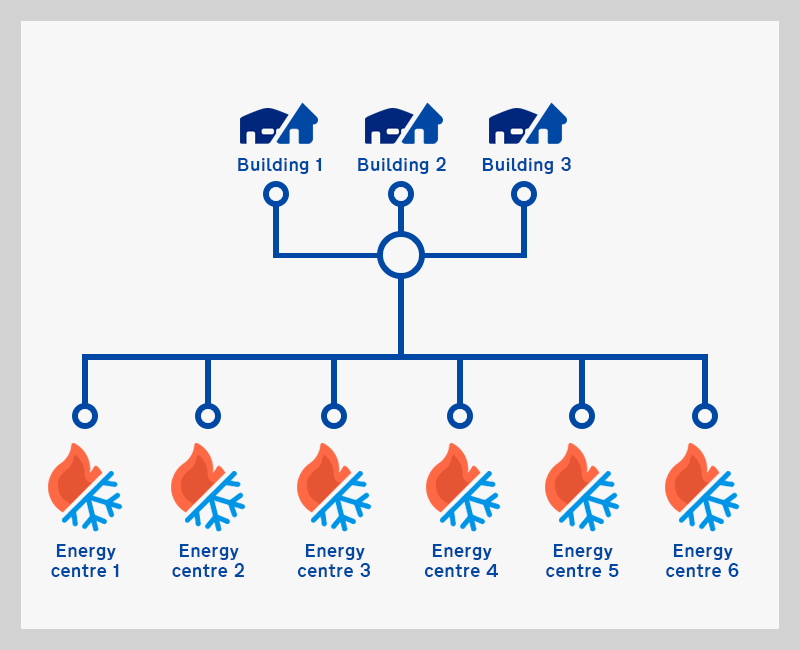 Building 1
Building 2
Building 3
Energy
centre 1
Energy
centre 2
Energy
centre 3
Energy
centre 4
Energy
centre 5
Energy
centre 6